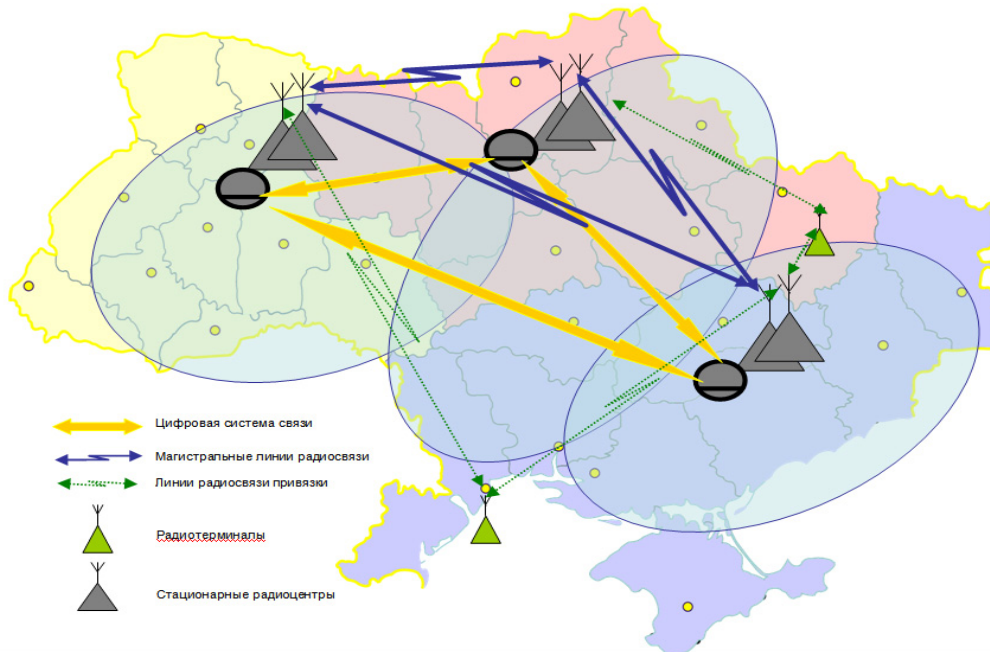 Цифровая система связи
Магистральные линии радиосвязи
Линии радиосвязи привязки
Радиотерминалы
Стационарные радиоцентры